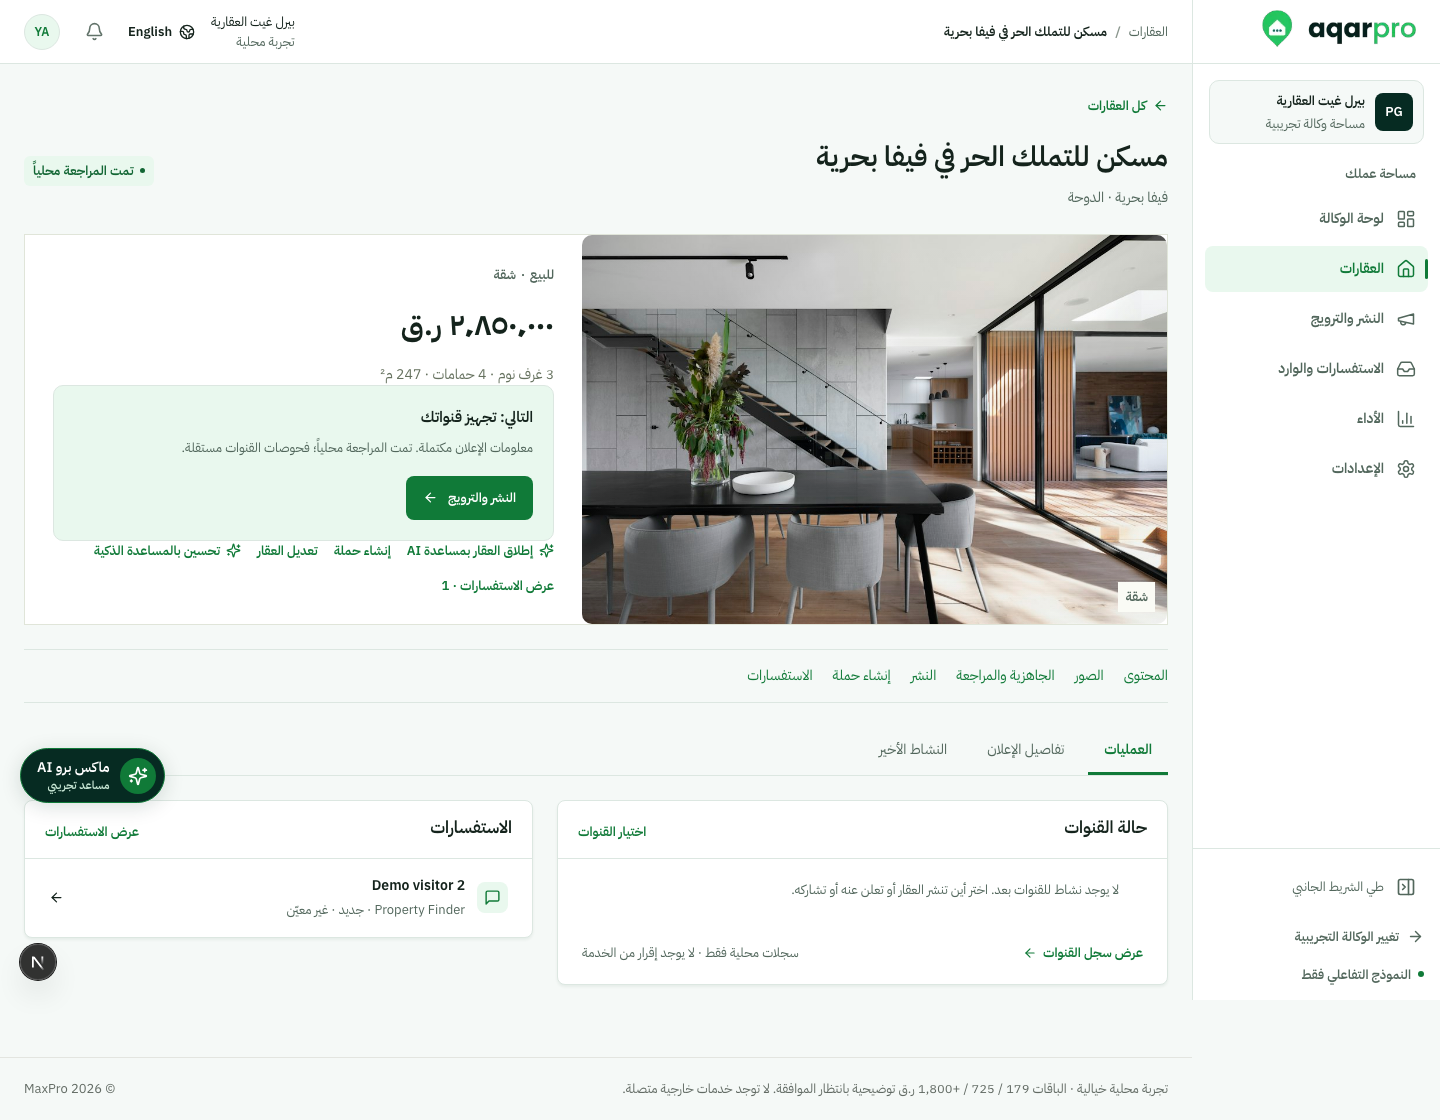 aqarpro
PG
بيرل غيت العقارية
مساحة وكالة تجريبية
مساحة عملك
لوحة الوكالة
العقارات
النشر والترويج
الاستفسارات والوارد
الأداء
الإعدادات
طي الشريط الجانبي
تغيير الوكالة التجريبية
النموذج التفاعلي فقط
العقارات / مسكن للتملك الحر في فيفا بحرية
بيرل غيت العقارية
تجربة محلية
English
YA
كل العقارات
مسكن للتملك الحر في فيفا بحرية
فيفا بحرية · الدوحة
تمت المراجعة محلياً
شقة
للبيع · شقة
٢,٨٥٠,٠٠٠ ر.ق
3 غرف نوم · 4 حمامات · 247 م²
التالي: تجهيز قنواتك
معلومات الإعلان مكتملة. تمت المراجعة محلياً؛ فحوصات القنوات مستقلة.
النشر والترويج
إطلاق العقار بمساعدة AI
إنشاء حملة
تعديل العقار
تحسين بالمساعدة الذكية
عرض الاستفسارات · 1
المحتوى
الصور
الجاهزية والمراجعة
النشر
إنشاء حملة
الاستفسارات
العمليات
تفاصيل الإعلان
النشاط الأخير
ماكس برو AI
مساعد تجريبي
حالة القنوات
اختيار القنوات
لا يوجد نشاط للقنوات بعد. اختر أين تنشر العقار أو تعلن عنه أو تشاركه.
عرض سجل القنوات
سجلات محلية فقط · لا يوجد إقرار من الخدمة
الاستفسارات
عرض الاستفسارات
Demo visitor 2
Property Finder · جديد · غير معيّن
N
تجربة محلية خيالية · الباقات 179 / 725 / +1,800 ر.ق توضيحية بانتظار الموافقة. لا توجد خدمات خارجية متصلة.
© 2026 MaxPro